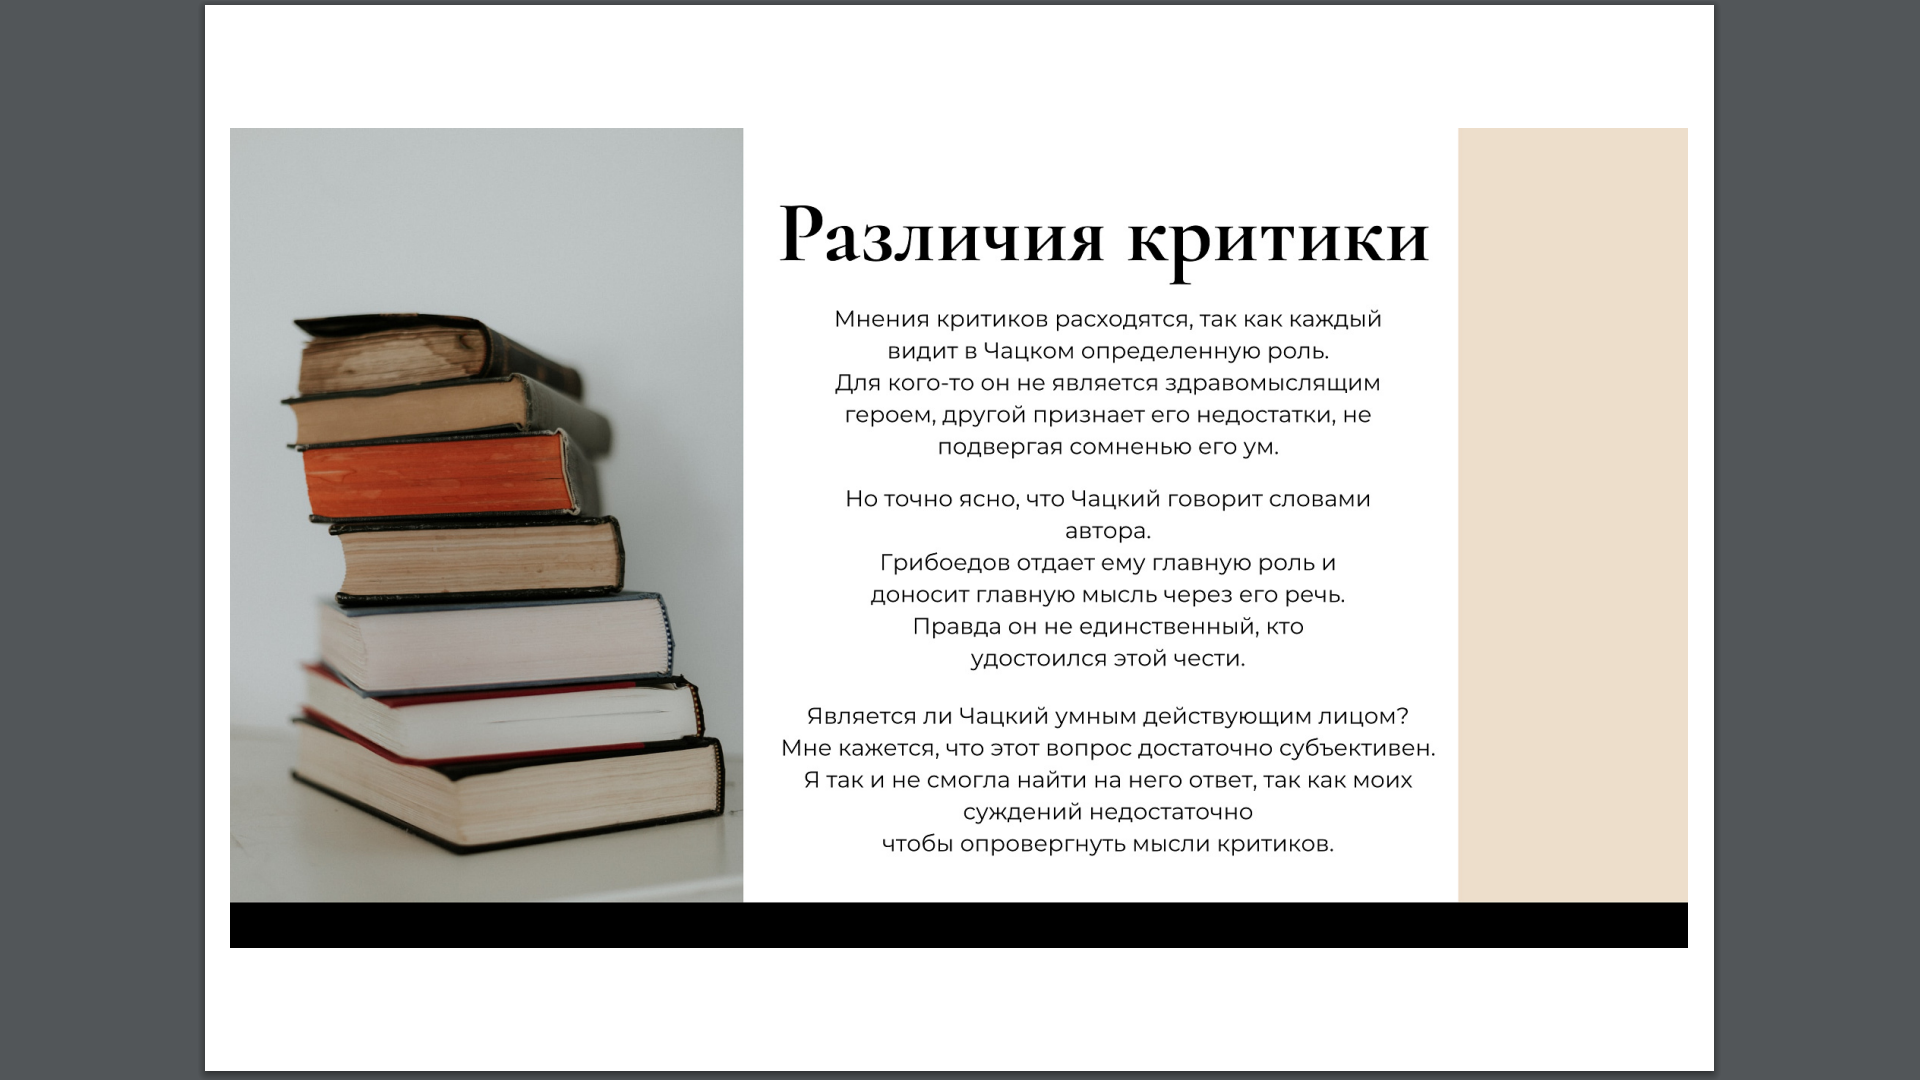 Различия критики
Мнения критиков расходятся, так как каждый
видит в Чацком определенную роль.
Для кого-то он не является здравомыслящим
героем, другой признает его недостатки, не
подвергая сомненью его ум.
Но точно ясно, что Чацкий говорит словами
автора.
Грибоедов отдает ему главную роль и
доносит главную мысль через его речь.
Правда он не единственный, кто
удостоился этой чести.
Является ли Чацкий умным действующим лицом?
Мне кажется, что этот вопрос достаточно субъективен.
Я так и не смогла найти на него ответ, так как моих
суждений недостаточно
чтобы опровергнуть мысли критиков.